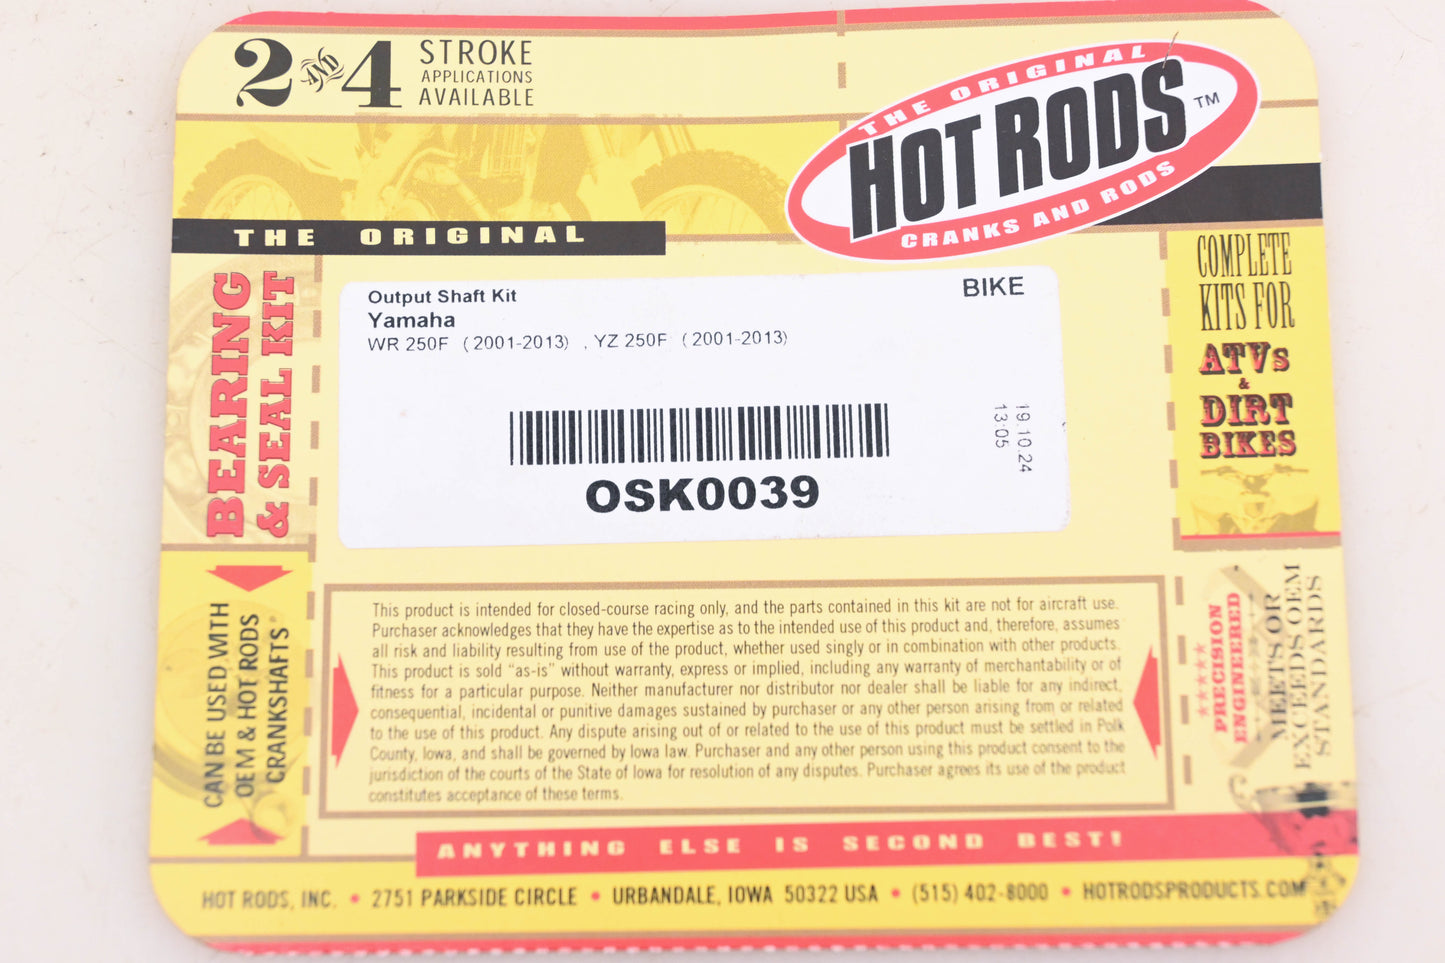 2 AND 4 STROKE
APPLICATIONS
AVAILABLE
THE ORIGINAL
HOT RODS TM
CRANKS AND RODS
THE ORIGINAL
BEARING
& SEAL KIT
Output Shaft Kit
BIKE
Yamaha
WR 250F (2001-2013) , YZ 250F (2001-2013)
19.10.24
13:05
OSK0039
COMPLETE
KITS FOR
ATVs
&
DIRT
BIKES
CAN BE USED WITH
OEM & HOT RODS
CRANKSHAFTS
This product is intended for closed-course racing only, and the parts contained in this kit are not for aircraft use.
Purchaser acknowledges that they have the expertise as to the intended use of this product and, therefore, assumes
all risk and liability resulting from use of the product, whether used singly or in combination with other products.
This product is sold “as-is” without warranty, express or implied, including any warranty of merchantability or of
fitness for a particular purpose. Neither manufacturer nor distributor nor dealer shall be liable for any indirect,
consequential, incidental or punitive damages sustained by purchaser or any other person arising from or related
to the use of this product. Any dispute arising out of or related to the use of this product must be settled in Polk
County, Iowa, and shall be governed by Iowa law. Purchaser and any other person using this product consent to the
jurisdiction of the courts of the State of Iowa for resolution of any disputes. Purchaser agrees its use of the product
constitutes acceptance of these terms.
PRECISION
ENGINEERED
MEETS OR
EXCEEDS OEM
STANDARDS
ANYTHING ELSE IS SECOND BEST!
HOT RODS, INC. • 2751 PARKSIDE CIRCLE • URBANDALE, IOWA 50322 USA • (515) 402-8000 • HOTRODSPRODUCTS.COM